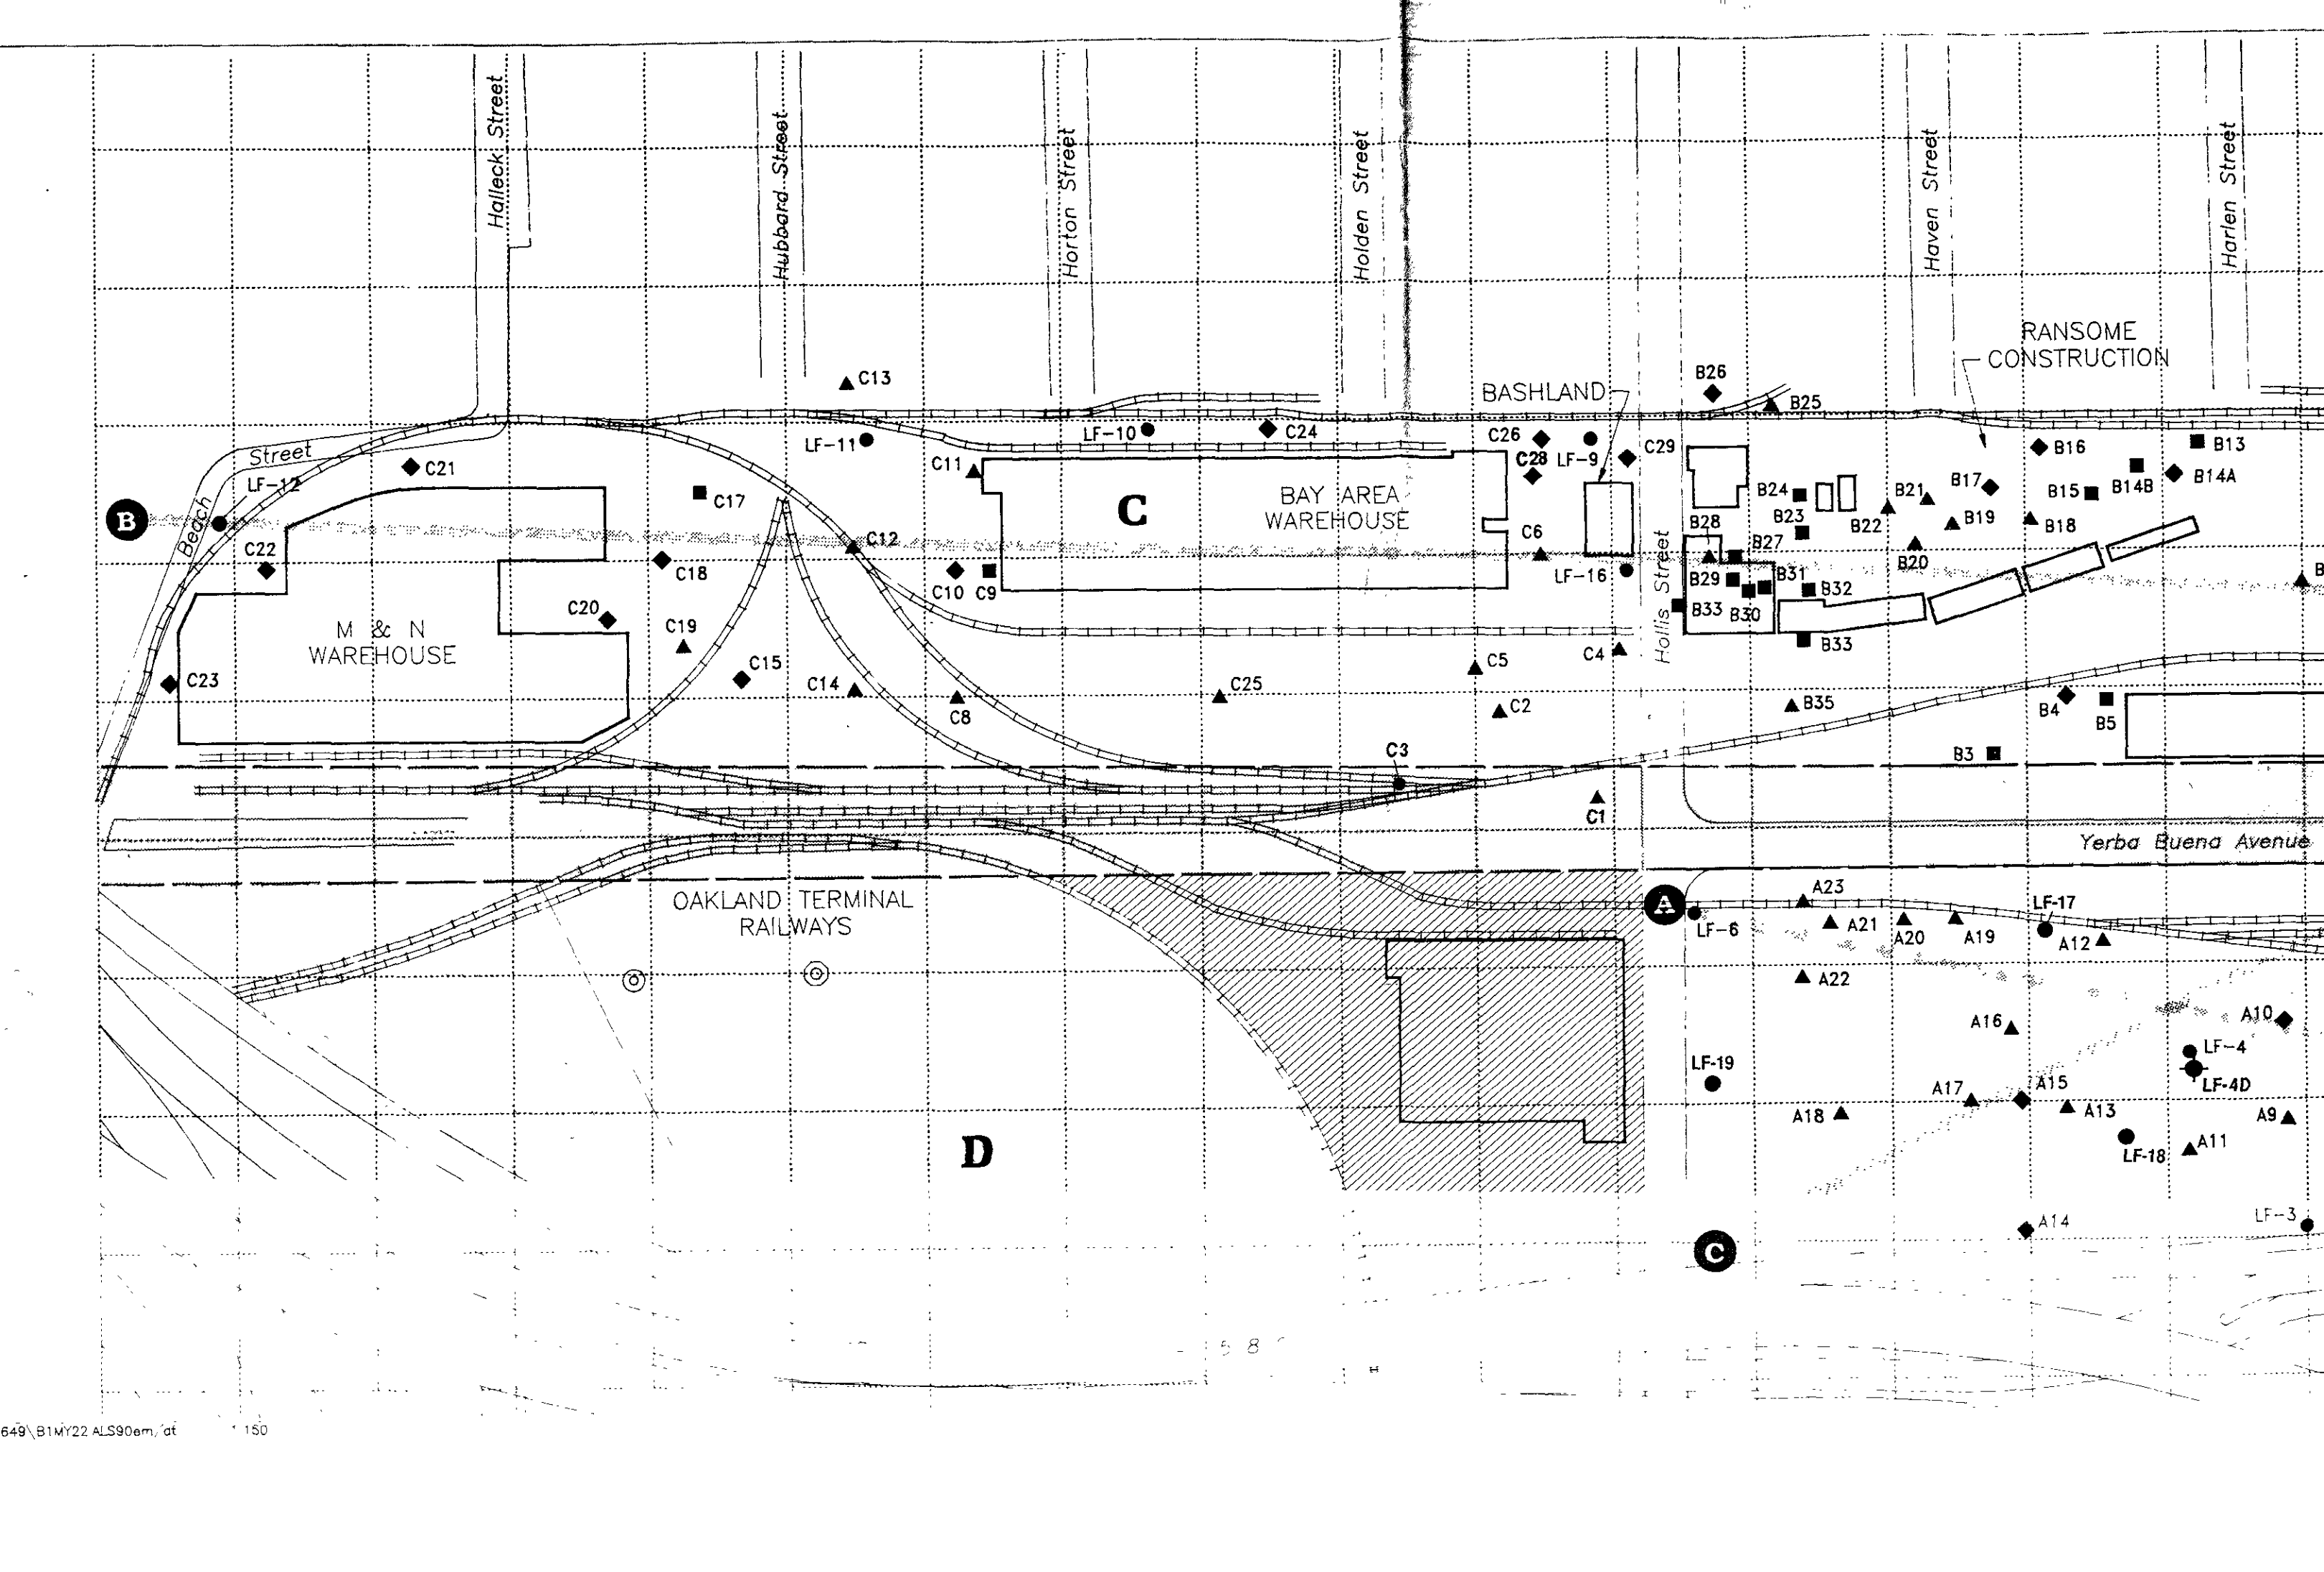 Halleck Street
Hubbard Street
Horton Street
Holden Street
Haven Street
Harlen Street
RANSOME
CONSTRUCTION
BASHLAND
B26
C13
B25
LF-11
LF-10
C24
C26
LF-9
C29
B16
B13
Street
C21
LF-12
C11
C28
B17
B14A
C17
BAY AREA
WAREHOUSE
C
B24
B21
B15
B14B
B
Beach
C22
C12
C6
B28
B23
B22
B19
B18
B27
B20
C18
C10
C9
LF-16
B29
B31
B32
B
C20
B33
B30
Hollis Street
M & N
WAREHOUSE
C19
B33
C23
C15
C14
C8
C25
C5
C4
C2
B35
B4
B5
C3
B3
C1
Yerba Buena Avenue
OAKLAND TERMINAL
RAILWAYS
A
A23
LF-6
A21
A20
A19
LF-17
A12
A22
A16
A10
LF-4
LF-4D
LF-19
A17
A15
A18
A13
A9
D
LF-18
A11
A14
LF-3
C
5 8
649\B1MY22 ALS90em/at
150